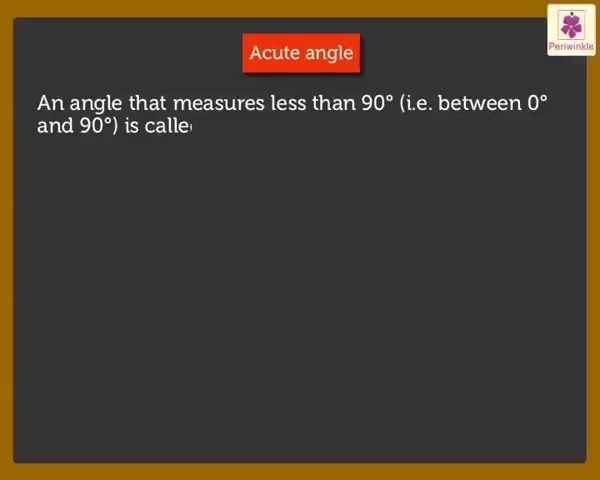 Periwinkle
Acute angle
An angle that measures less than 90° (i.e. between 0°
and 90°) is calle